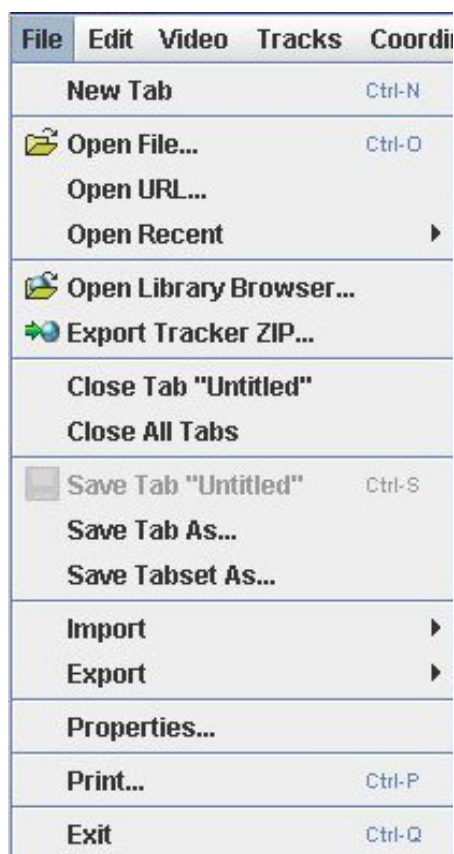 File Edit Video Tracks Coordi
New Tab Ctrl-N
Open File... Ctrl-O
Open URL...
Open Recent
Open Library Browser...
Export Tracker ZIP...
Close Tab "Untitled"
Close All Tabs
Save Tab "Untitled" Ctrl-S
Save Tab As...
Save Tabset As...
Import
Export
Properties...
Print... Ctrl-P
Exit Ctrl-Q